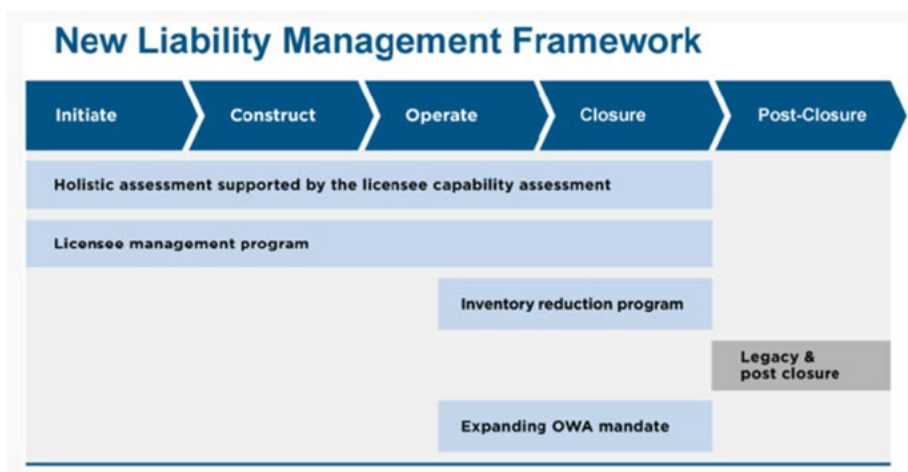 New Liability Management Framework
Initiate
Construct
Operate
Closure
Post-Closure
Holistic assessment supported by the licensee capability assessment
Licensee management program
Inventory reduction program
Legacy &
post closure
Expanding OWA mandate